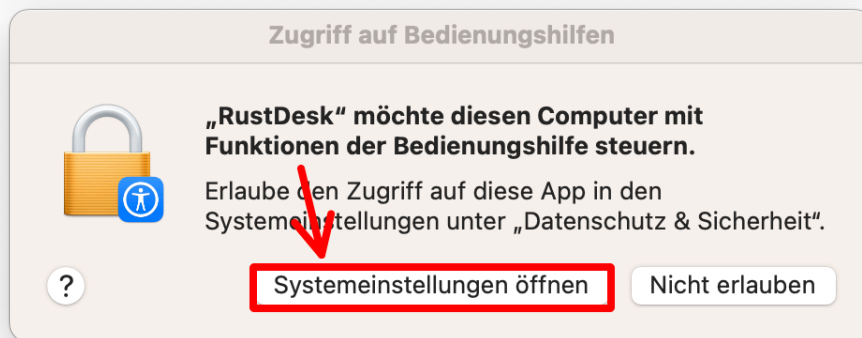 Zugriff auf Bedienungshilfen
„RustDesk“ möchte diesen Computer mit
Funktionen der Bedienungshilfe steuern.
Erlaube den Zugriff auf diese App in den
Systemeinstellungen unter „Datenschutz & Sicherheit“.
? Systemeinstellungen öffnen Nicht erlauben